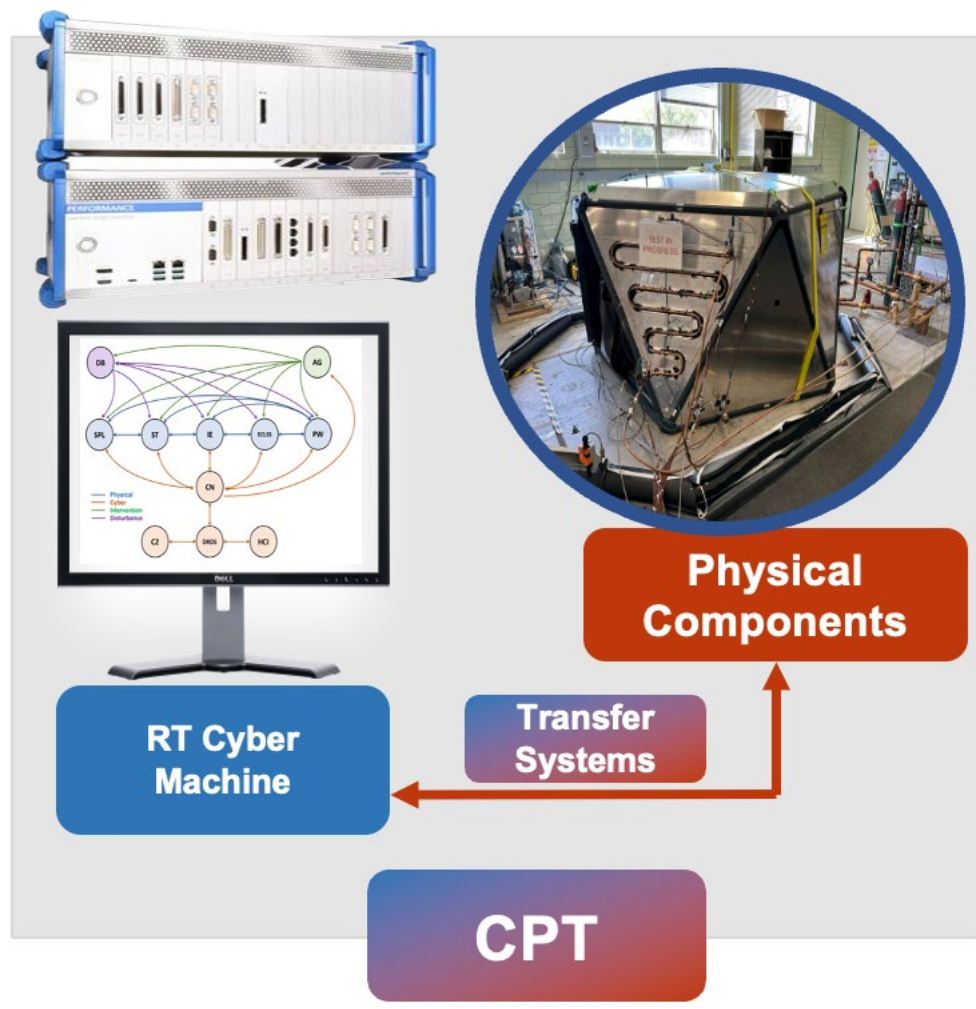 PERFORMANCE
TEST IN
PROGRESS
DB
AG
SPL
ST
IE
ECLSS
PW
CN
Physical
Cyber
Intervention
Disturbance
C2
DROS
HCI
DELL
Physical
Components
RT Cyber
Machine
Transfer
Systems
CPT